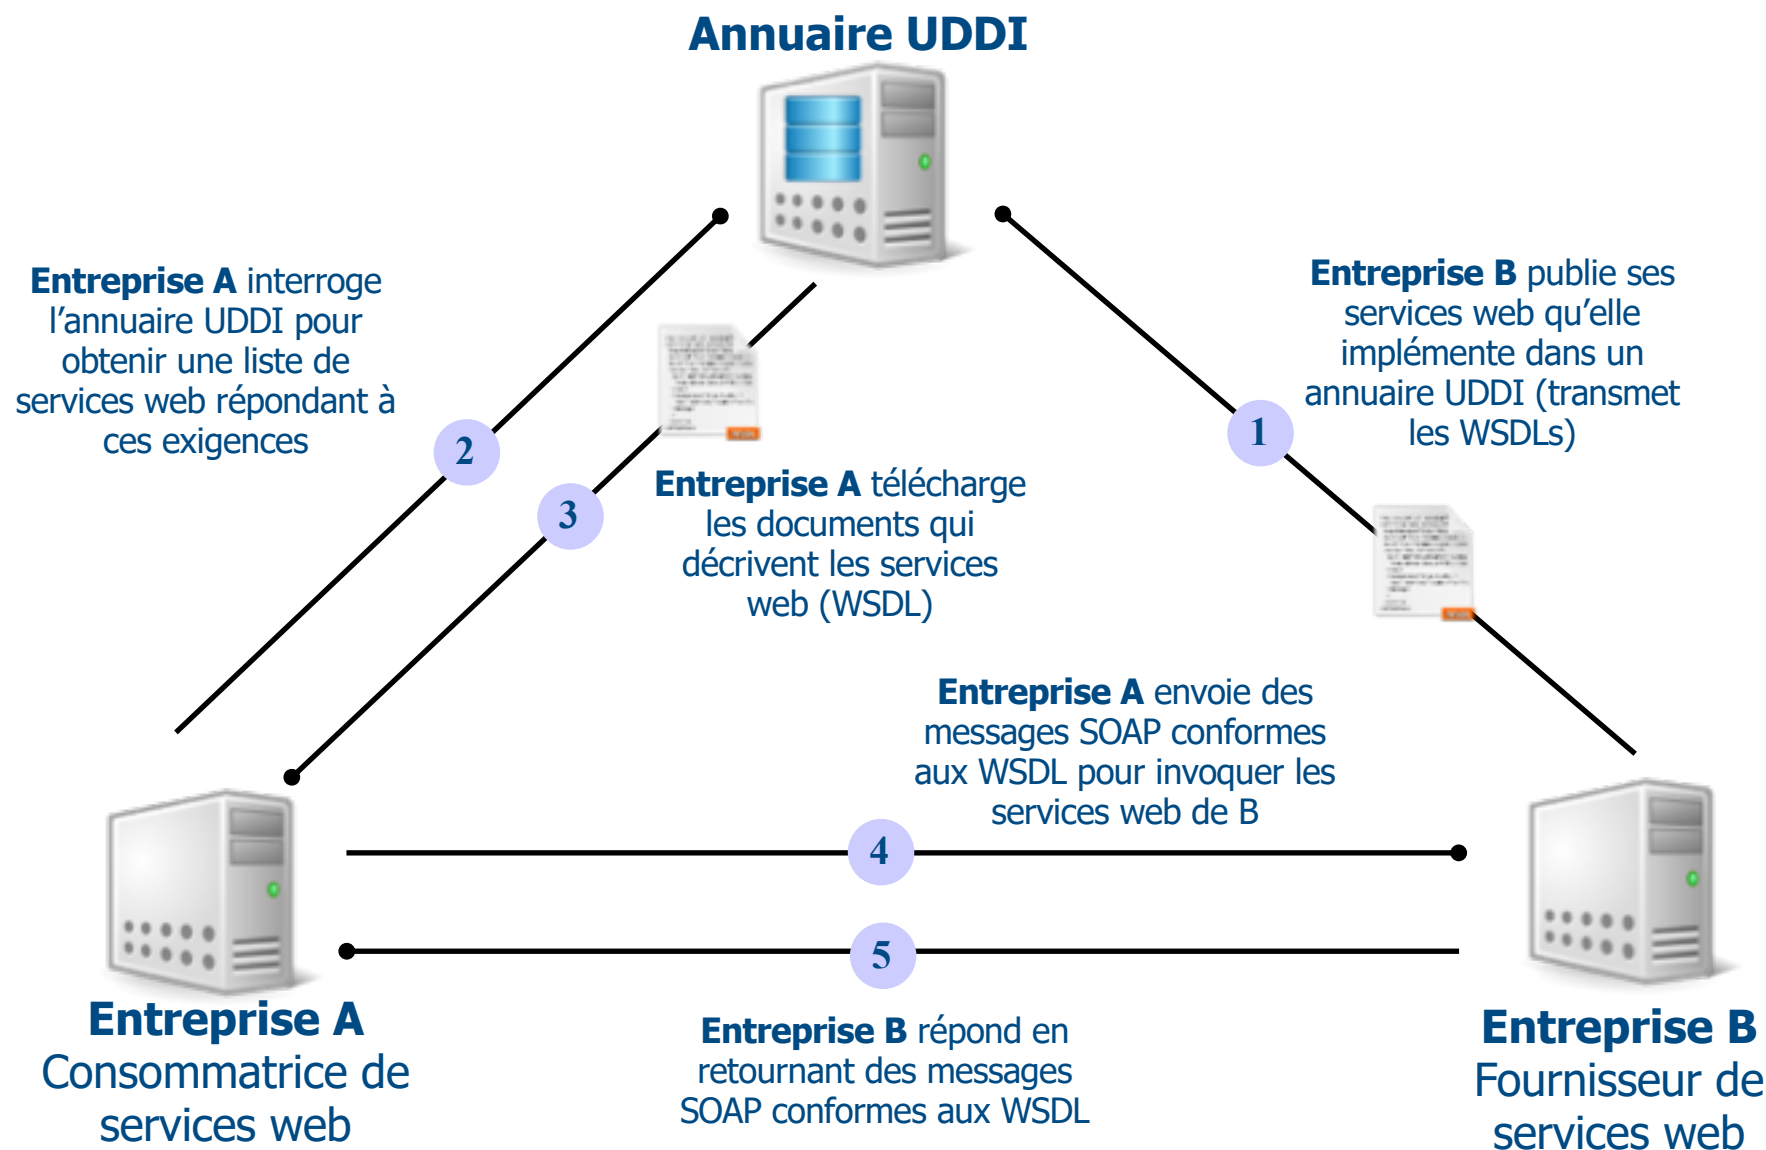 Annuaire UDDI
Entreprise A interroge
l’annuaire UDDI pour
obtenir une liste de
services web répondant à
ces exigences
2
Entreprise B publie ses
services web qu’elle
implémente dans un
annuaire UDDI (transmet
les WSDLs)
1
3
Entreprise A télécharge
les documents qui
décrivent les services
web (WSDL)
Entreprise A envoie des
messages SOAP conformes
aux WSDL pour invoquer les
services web de B
4
5
Entreprise B répond en
retournant des messages
SOAP conformes aux WSDL
Entreprise A
Consommatrice de
services web
Entreprise B
Fournisseur de
services web